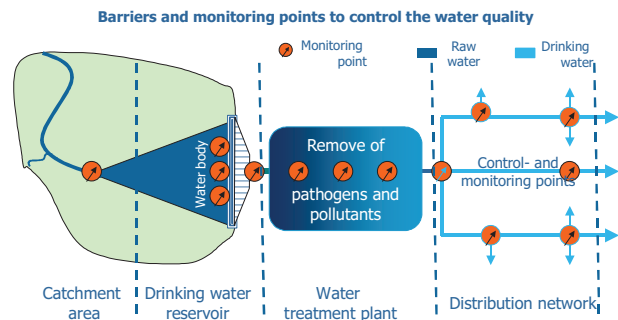 Barriers and monitoring points to control the water quality
Monitoring
point
Raw
water
Drinking
water
Water body
Remove of
pathogens and
pollutants
Control- and
monitoring points
Catchment
area
Drinking water
reservoir
Water
treatment plant
Distribution network